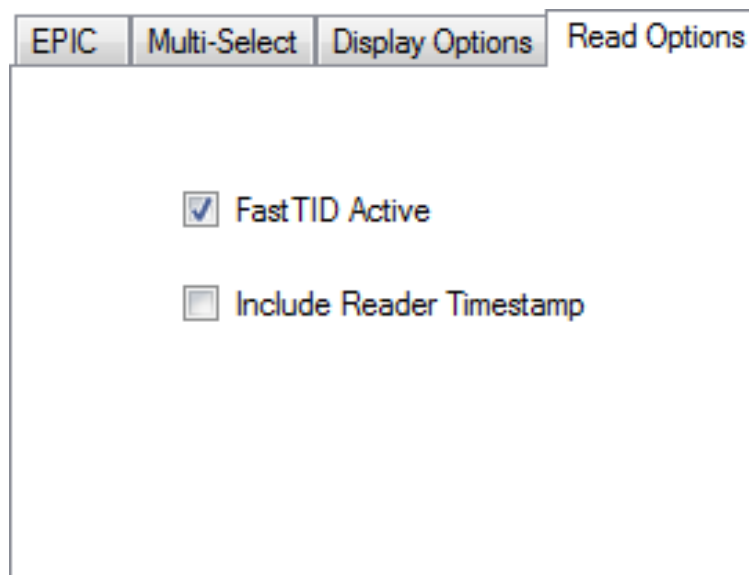 EPIC Multi-Select Display Options Read Options
FastTID Active
Include Reader Timestamp